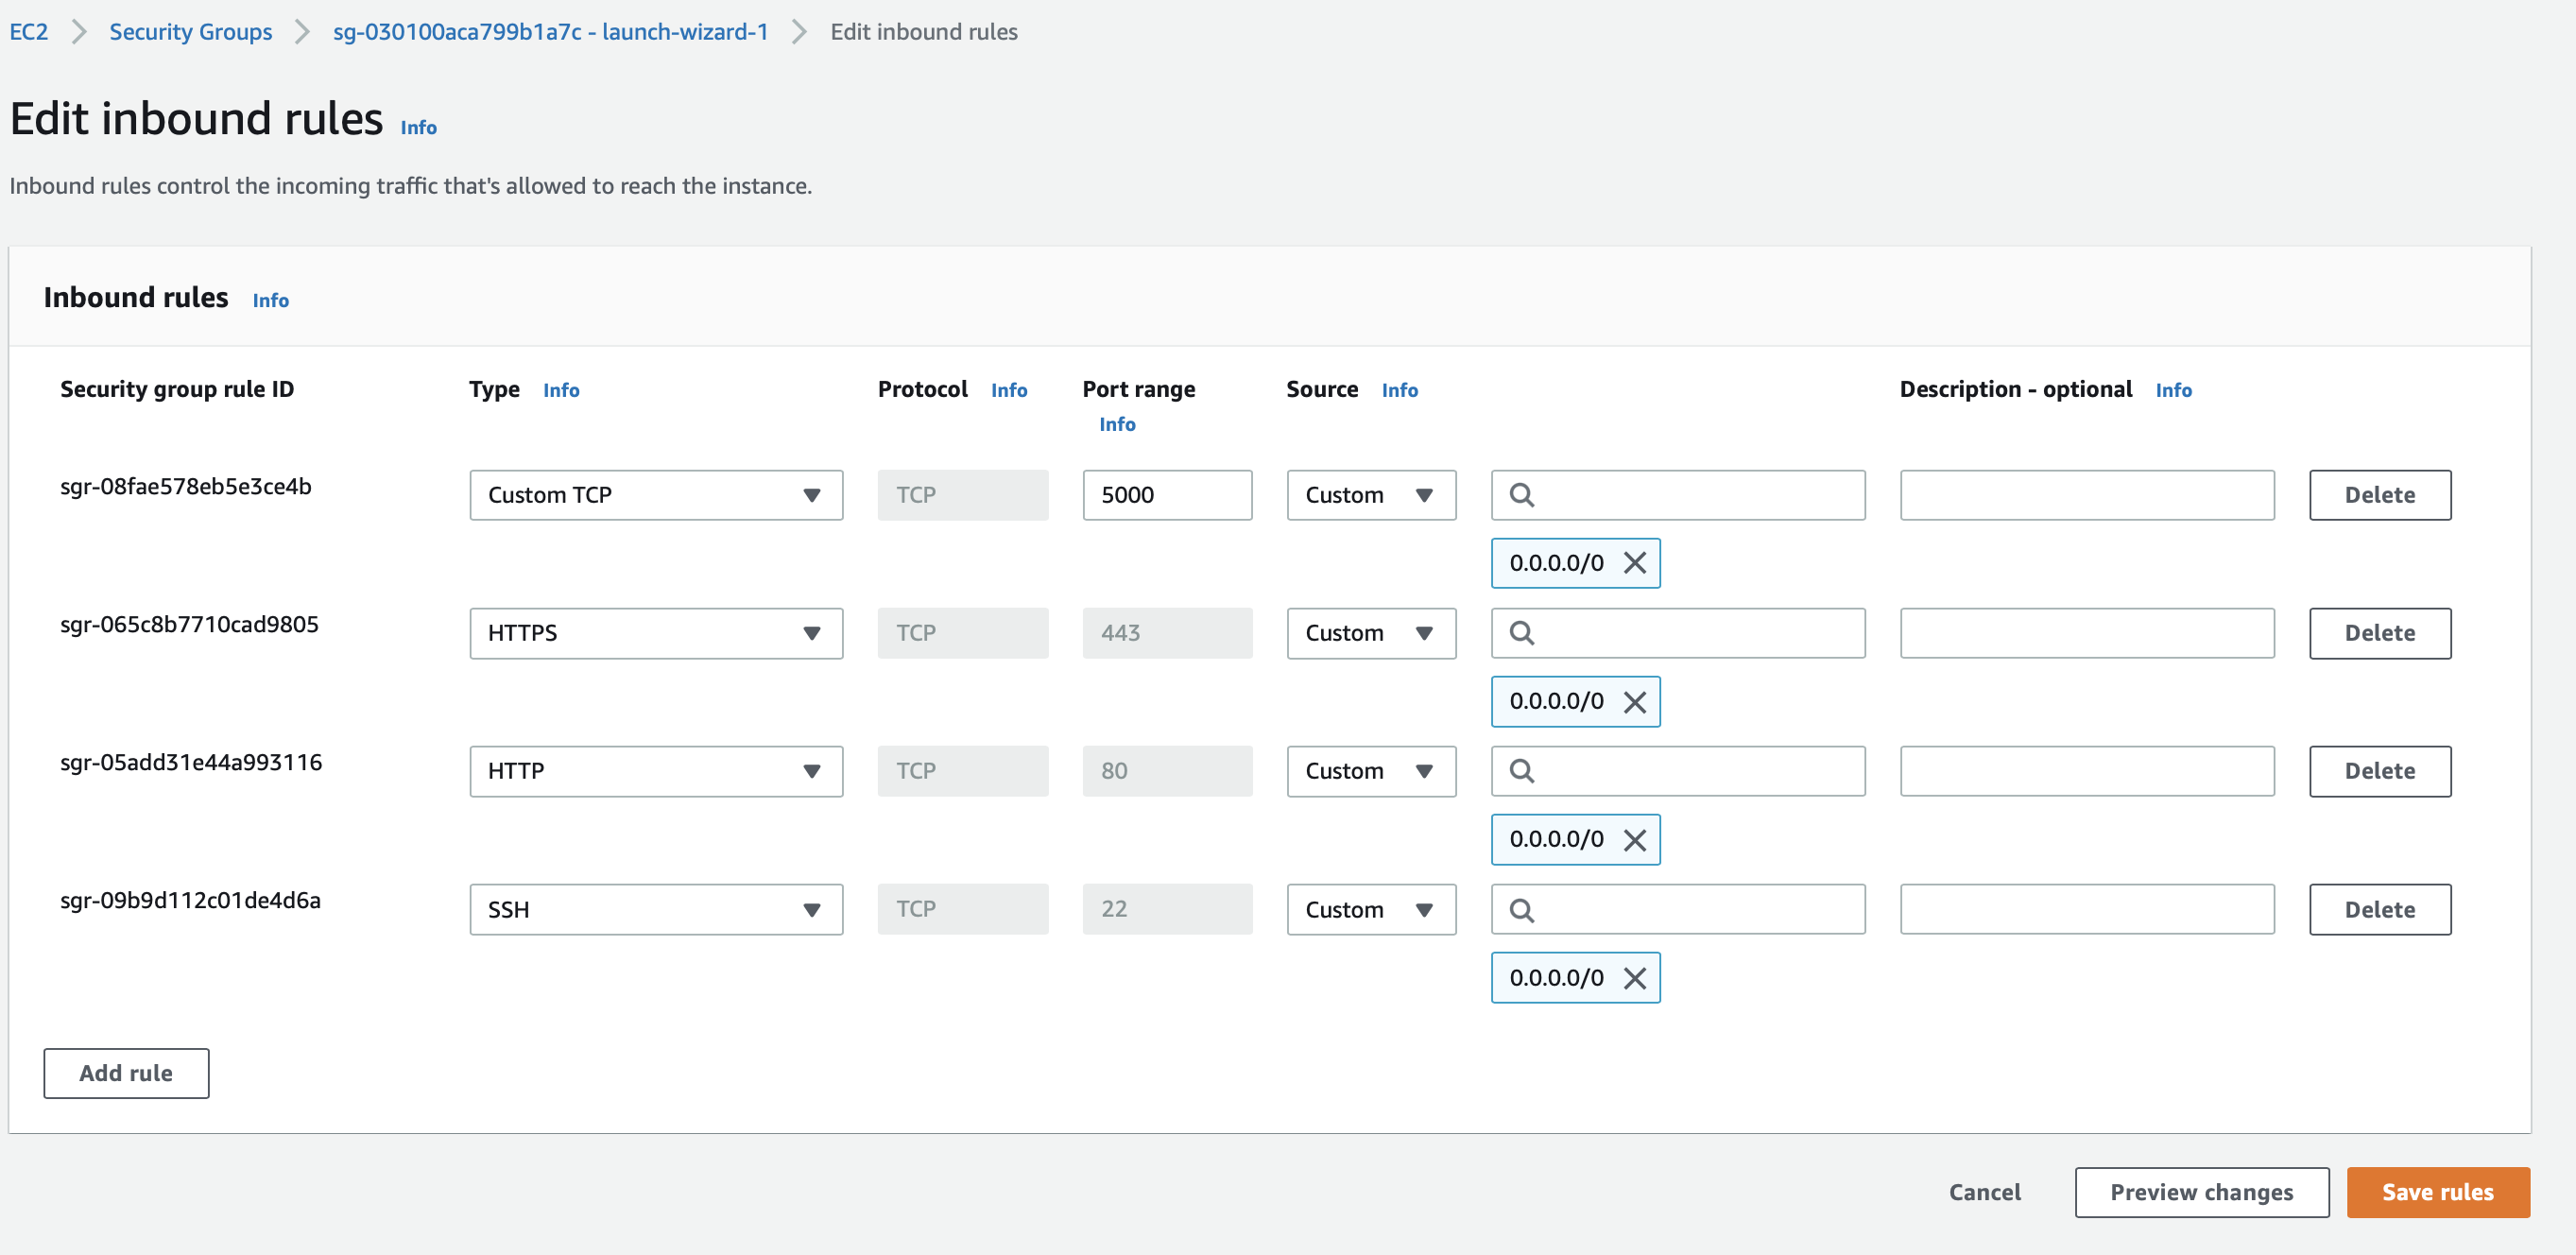 EC2 Security Groups sg-030100aca799b1a7c - launch-wizard-1 Edit inbound rules
Edit inbound rules Info
Inbound rules control the incoming traffic that's allowed to reach the instance.
Inbound rules Info
Security group rule ID Type Info Protocol Info Port range Info Source Info Description - optional Info
sgr-08fae578eb5e3ce4b Custom TCP TCP 5000 Custom Delete
0.0.0.0/0
sgr-065c8b7710cad9805 HTTPS TCP 443 Custom Delete
0.0.0.0/0
sgr-05add31e44a993116 HTTP TCP 80 Custom Delete
0.0.0.0/0
sgr-09b9d112c01de4d6a SSH TCP 22 Custom Delete
0.0.0.0/0
Add rule
Cancel Preview changes Save rules